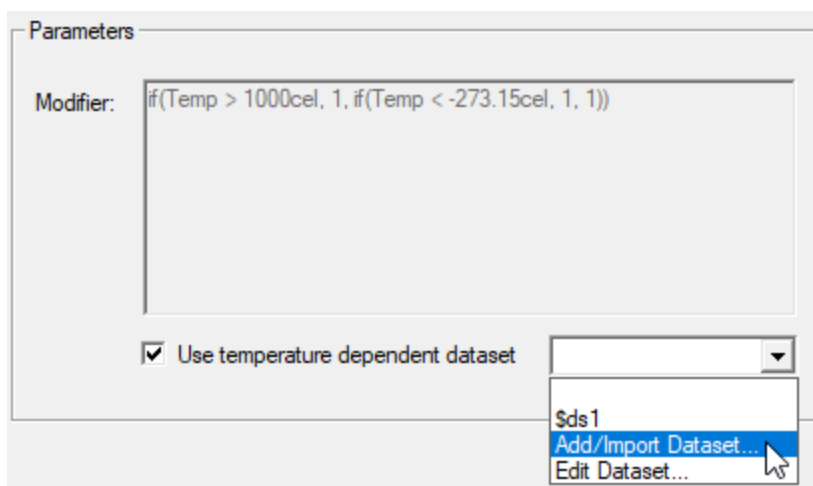 Parameters
Modifier:
if(Temp > 1000cel, 1, if(Temp < -273.15cel, 1, 1))
Use temperature dependent dataset
$ds1
Add/Import Dataset...
Edit Dataset...